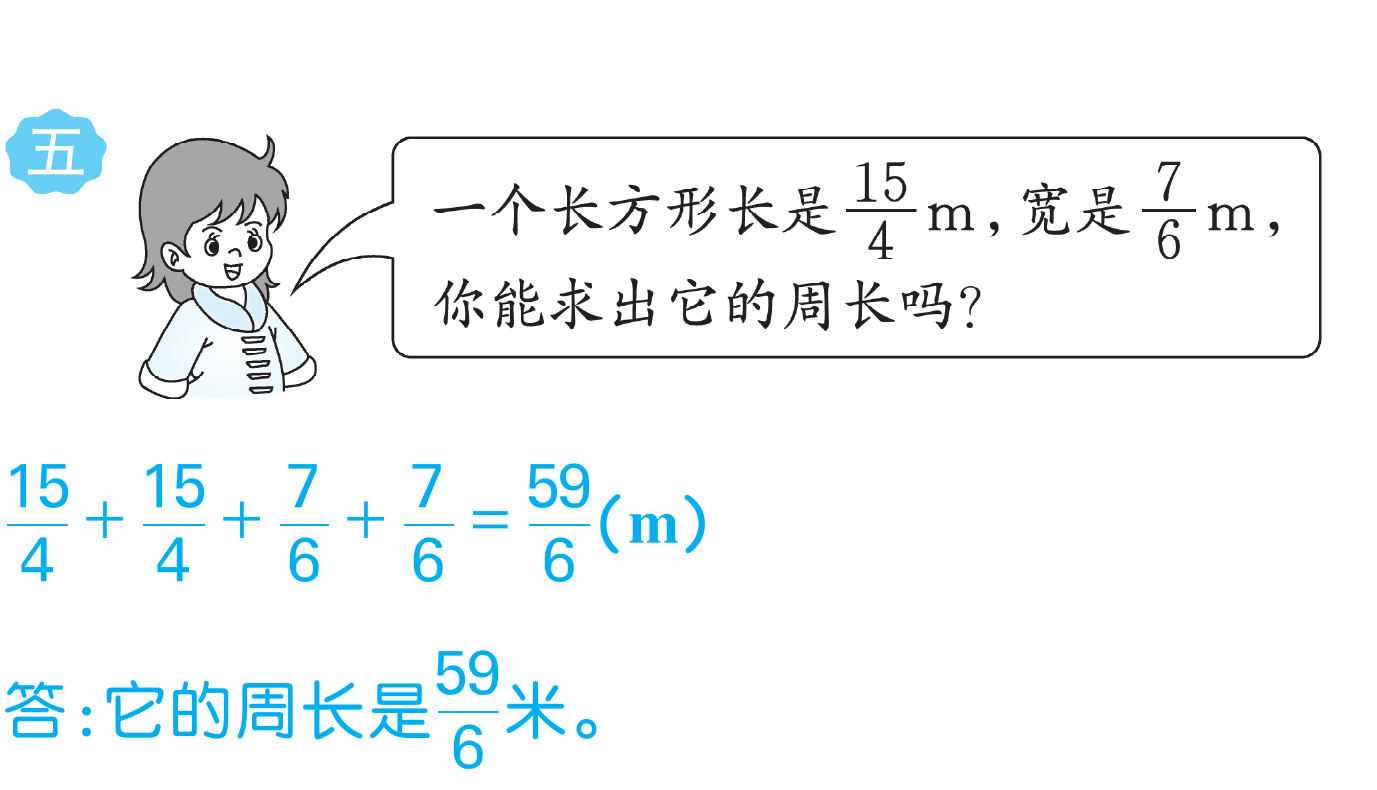 五
一个长方形长是15/4 m,宽是7/6 m,
你能求出它的周长吗?
15/4 + 15/4 + 7/6 + 7/6 = 59/6(m)
答:它的周长是59/6米。